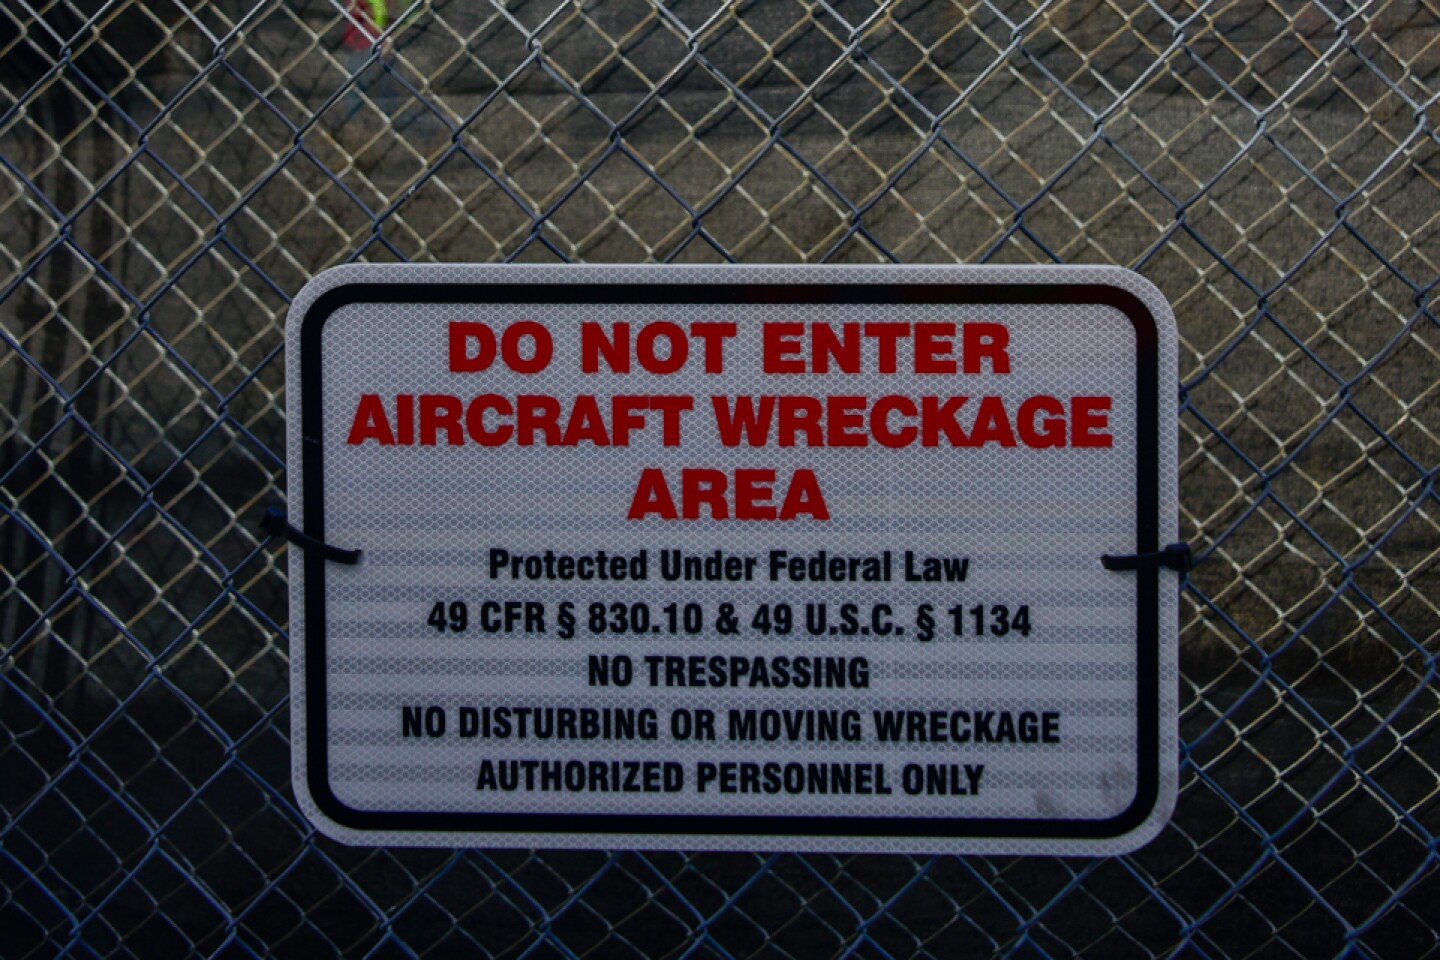 DO NOT ENTER
AIRCRAFT WRECKAGE
AREA
Protected Under Federal Law
49 CFR § 830.10 & 49 U.S.C. § 1134
NO TRESPASSING
NO DISTURBING OR MOVING WRECKAGE
AUTHORIZED PERSONNEL ONLY